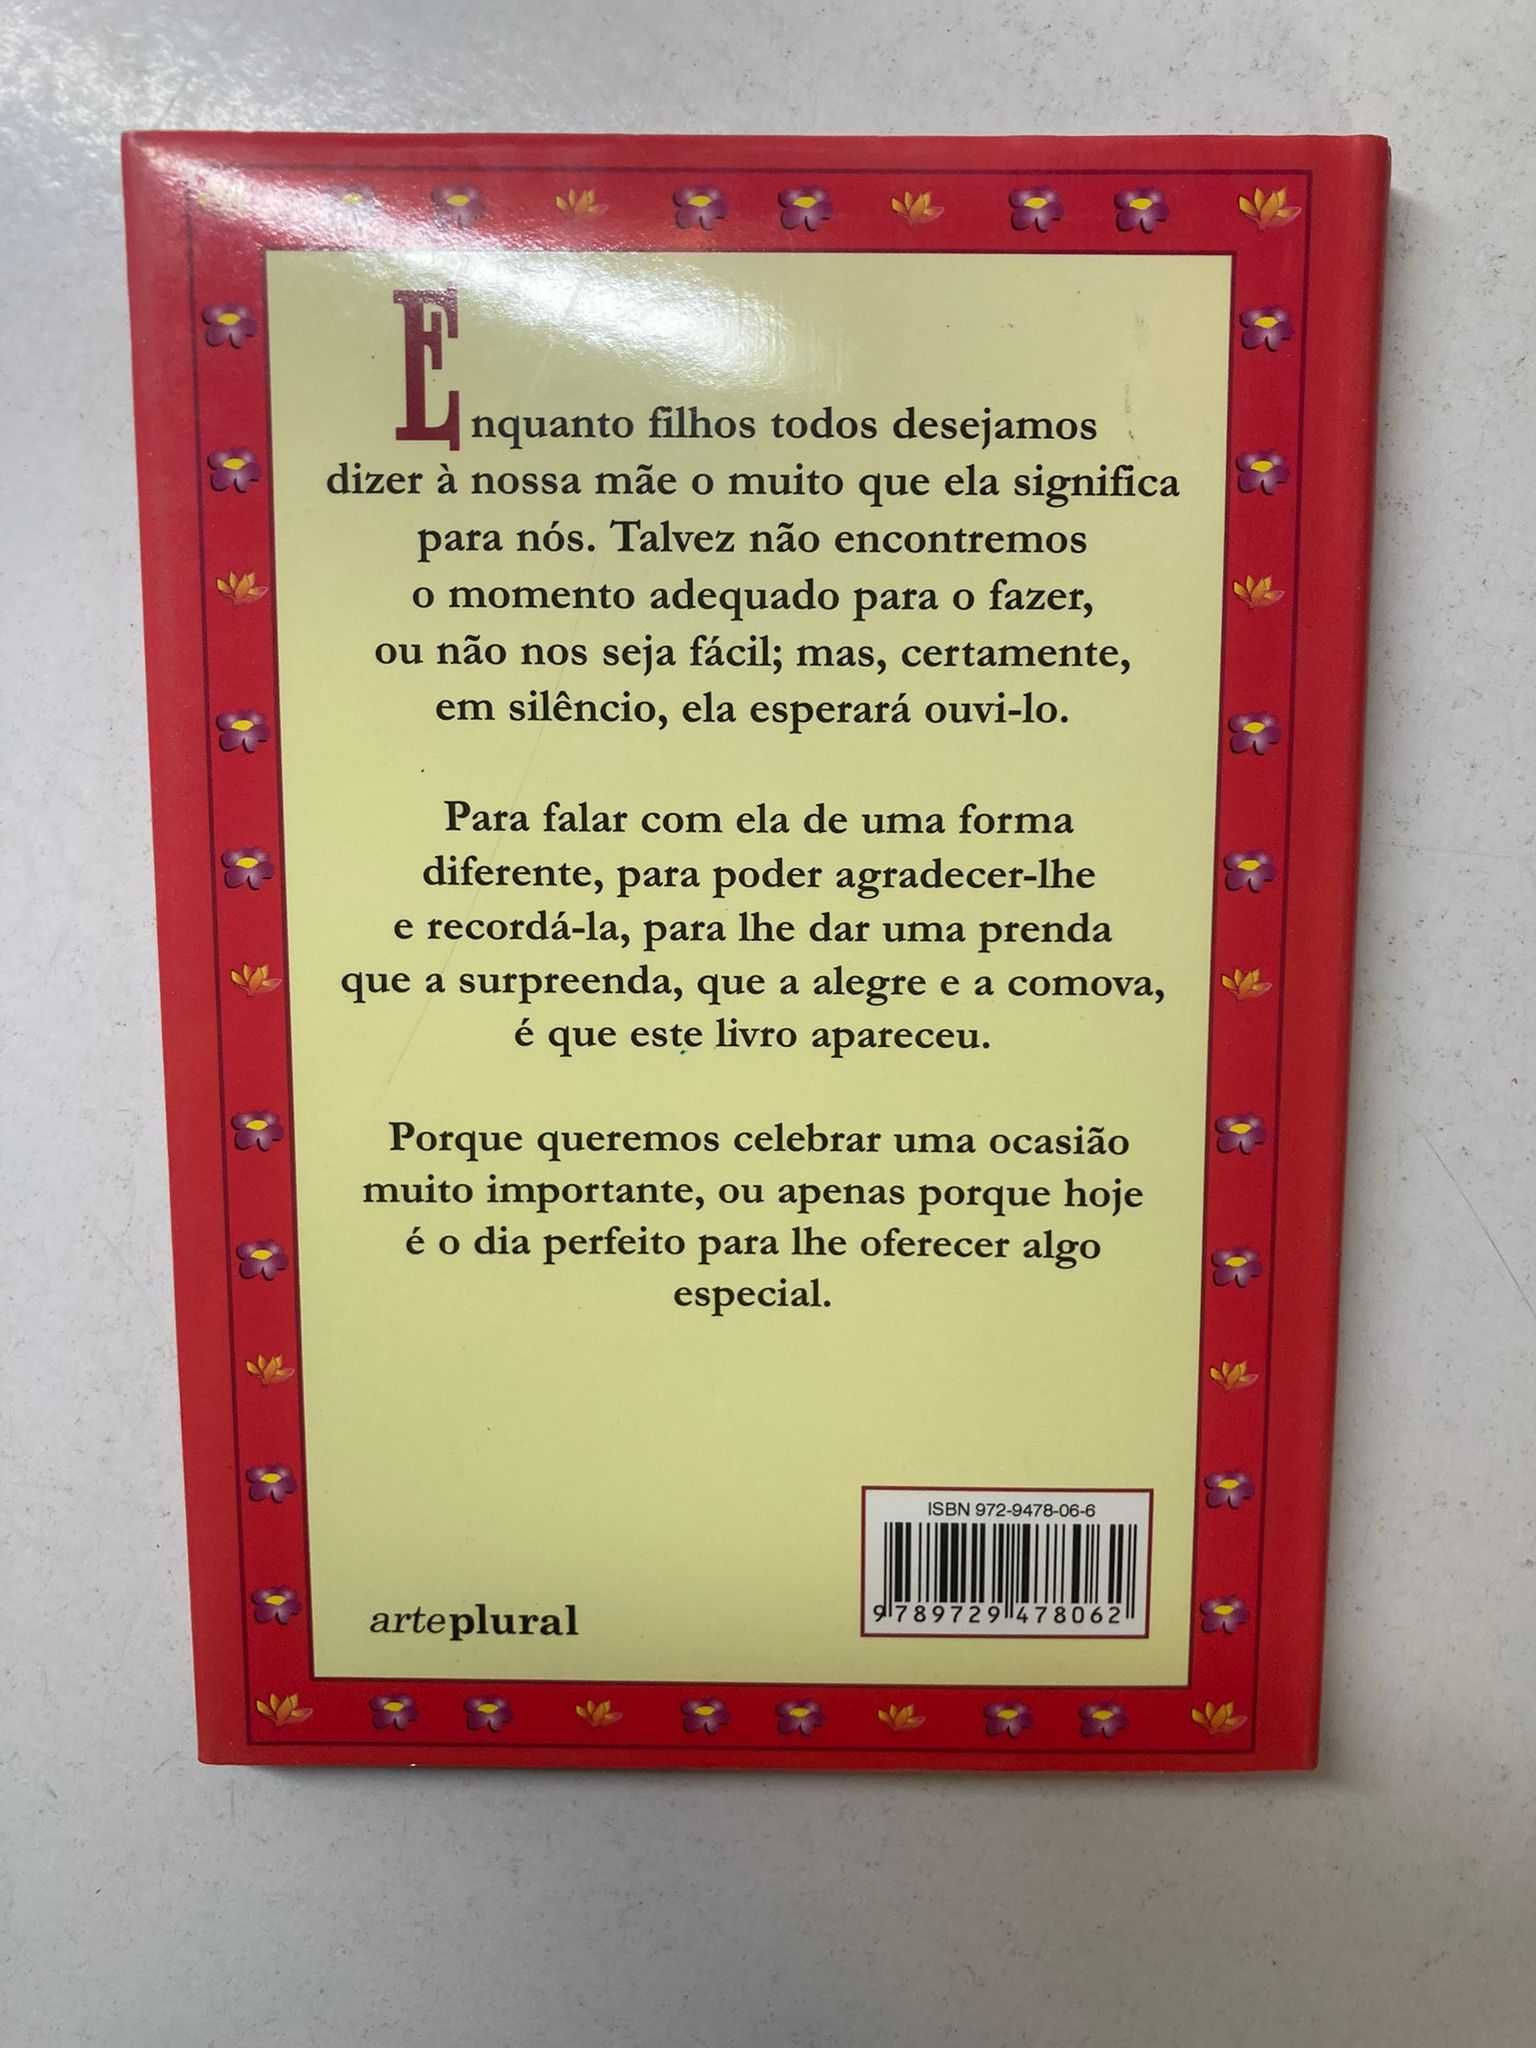 Enquanto filhos todos desejamos
dizer à nossa mãe o muito que ela significa
para nós. Talvez não encontremos
o momento adequado para o fazer,
ou não nos seja fácil; mas, certamente,
em silêncio, ela esperará ouvi-lo.
Para falar com ela de uma forma
diferente, para poder agradecer-lhe
e recordá-la, para lhe dar uma prenda
que a surpreenda, que a alegre e a comova,
é que este livro apareceu.
Porque queremos celebrar uma ocasião
muito importante, ou apenas porque hoje
é o dia perfeito para lhe oferecer algo
especial.
arteplural
ISBN 972-9478-06-6
9 789729 478062